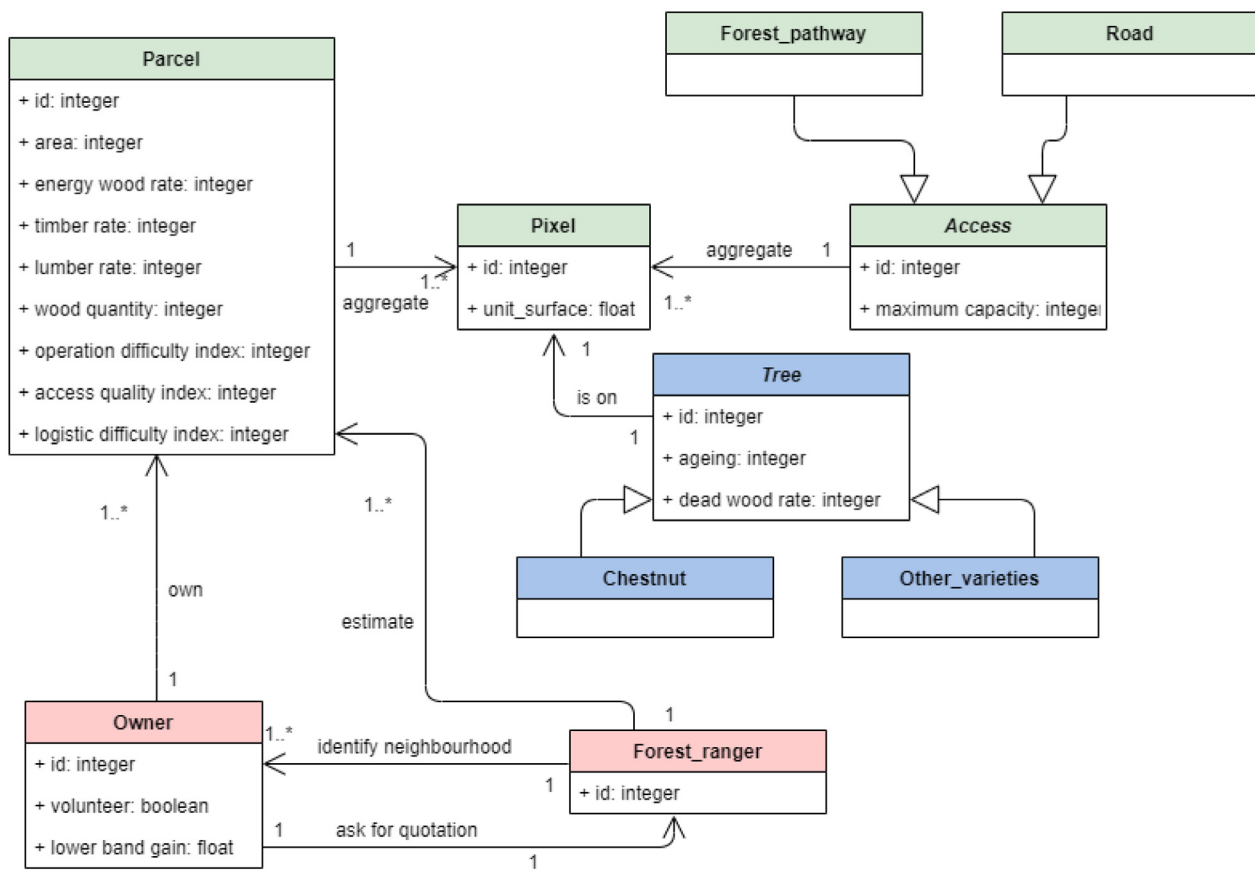 Forest_pathway
Road
Parcel
+ id: integer
+ area: integer
+ energy wood rate: integer
+ timber rate: integer
+ lumber rate: integer
+ wood quantity: integer
+ operation difficulty index: integer
+ access quality index: integer
+ logistic difficulty index: integer
1
1..*
aggregate
Pixel
+ id: integer
+ unit_surface: float
aggregate
1
1..*
Access
+ id: integer
+ maximum capacity: integer
1
is on
1
Tree
+ id: integer
+ ageing: integer
+ dead wood rate: integer
Chestnut
Other_varieties
1..*
own
1
1..*
estimate
1
Owner
+ id: integer
+ volunteer: boolean
+ lower band gain: float
1..*
identify neighbourhood
1
Forest_ranger
+ id: integer
1
ask for quotation
1